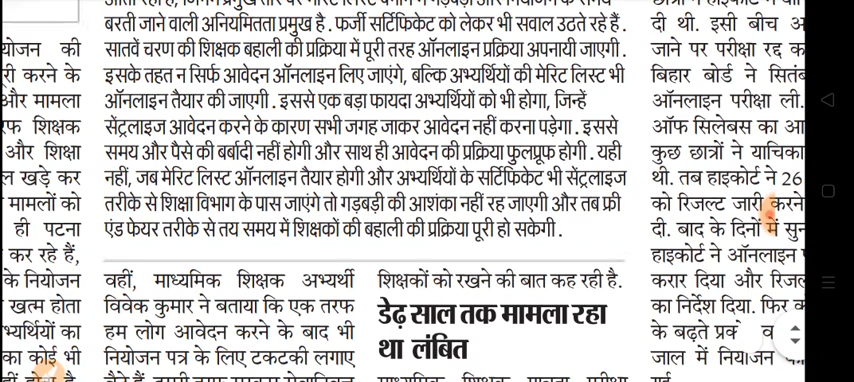 योजन की
री करने के
और मामला
रफ शिक्षक
और शिक्षा
ल खड़े कर
मामलों को
ही पटना
कर रहे हैं,
के नियोजन
खत्म होता
भ्यर्थियों का
का कोई भी
बरती जाने वाली अनियमितता प्रमुख है . फर्जी सर्टिफिकेट को लेकर भी सवाल उठते रहे हैं .
सातवें चरण की शिक्षक बहाली की प्रक्रिया में पूरी तरह ऑनलाइन प्रक्रिया अपनायी जाएगी .
इसके तहत न सिर्फ आवेदन ऑनलाइन लिए जाएंगे, बल्कि अभ्यर्थियों की मेरिट लिस्ट भी
ऑनलाइन तैयार की जाएगी . इससे एक बड़ा फायदा अभ्यर्थियों को भी होगा, जिन्हें
सेंट्रलाइज आवेदन करने के कारण सभी जगह जाकर आवेदन नहीं करना पड़ेगा . इससे
समय और पैसे की बर्बादी नहीं होगी और साथ ही आवेदन की प्रक्रिया फुलप्रूफ होगी . यही
नहीं, जब मेरिट लिस्ट ऑनलाइन तैयार होगी और अभ्यर्थियों के सर्टिफिकेट भी सेंट्रलाइज
तरीके से शिक्षा विभाग के पास जाएंगे तो गड़बड़ी की आशंका नहीं रह जाएगी और तब फ्री
एंड फेयर तरीके से तय समय में शिक्षकों की बहाली की प्रक्रिया पूरी हो सकेगी .
वहीं, माध्यमिक शिक्षक अभ्यर्थी
विवेक कुमार ने बताया कि एक तरफ
हम लोग आवेदन करने के बाद भी
नियोजन पत्र के लिए टकटकी लगाए
शिक्षकों को रखने की बात कह रही है.
डेढ़ साल तक मामला रहा
था लंबित
दी थी. इसी बीच अ
जाने पर परीक्षा रद्द क
बिहार बोर्ड ने सितंब
ऑनलाइन परीक्षा ली.
ऑफ सिलेबस का आ
कुछ छात्रों ने याचिका
थी. तब हाइकोर्ट ने 26
को रिजल्ट जारी करने
दी. बाद के दिनों में सुन
हाइकोर्ट ने ऑनलाइन
करार दिया और रिजल
का निर्देश दिया. फिर क
के बढ़ते प्रको
जाल में नियोजन